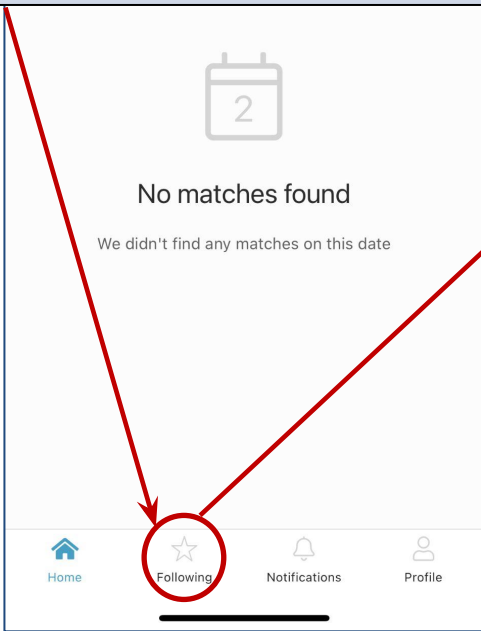 2
No matches found
We didn't find any matches on this date
Home Following Notifications Profile